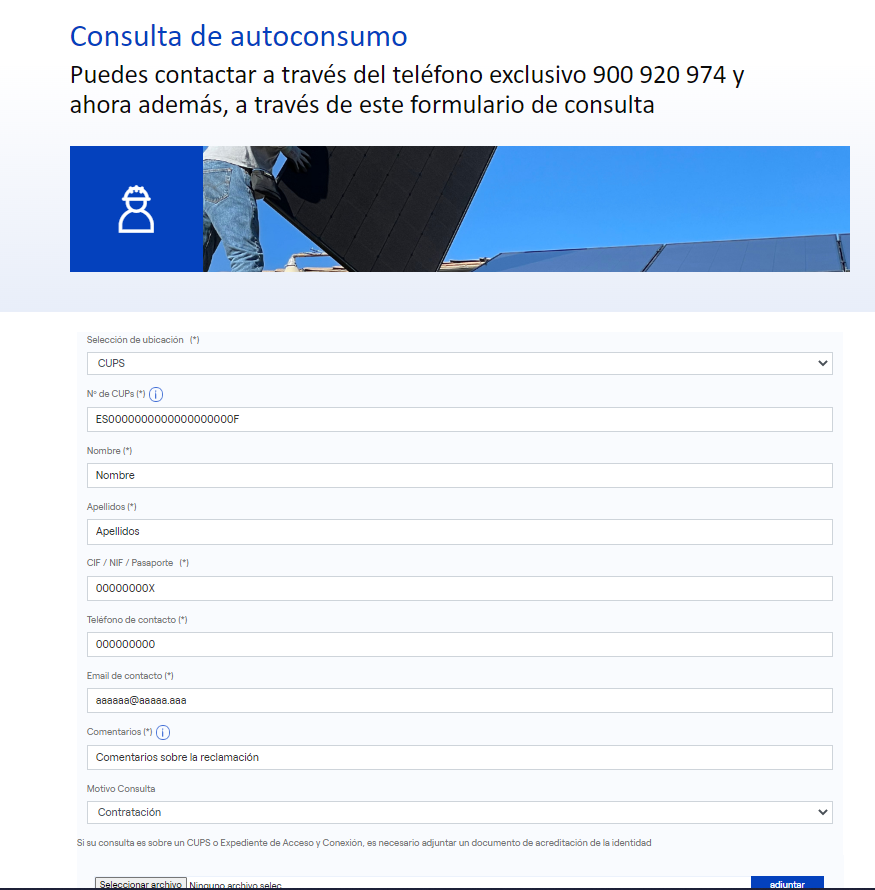 Consulta de autoconsumo
Puedes contactar a través del teléfono exclusivo 900 920 974 y
ahora además, a través de este formulario de consulta
Selección de ubicación (*)
CUPS
Nº de CUPs (*)
ES0000000000000000000F
Nombre (*)
Nombre
Apellidos (*)
Apellidos
CIF / NIF / Pasaporte (*)
00000000X
Teléfono de contacto (*)
000000000
Email de contacto (*)
aaaaaa@aaaaa.aaa
Comentarios (*)
Comentarios sobre la reclamación
Motivo Consulta
Contratación
Si su consulta es sobre un CUPS o Expediente de Acceso y Conexión, es necesario adjuntar un documento de acreditación de la identidad
Seleccionar archivo Ninguno archivo selec. adjuntar